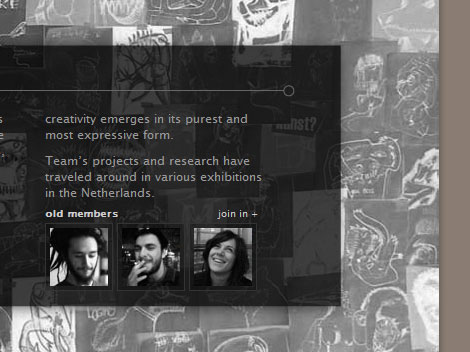 creativity emerges in its purest and
most expressive form.
Team's projects and research have
traveled around in various exhibitions
in the Netherlands.
old members
join in +
kunst?